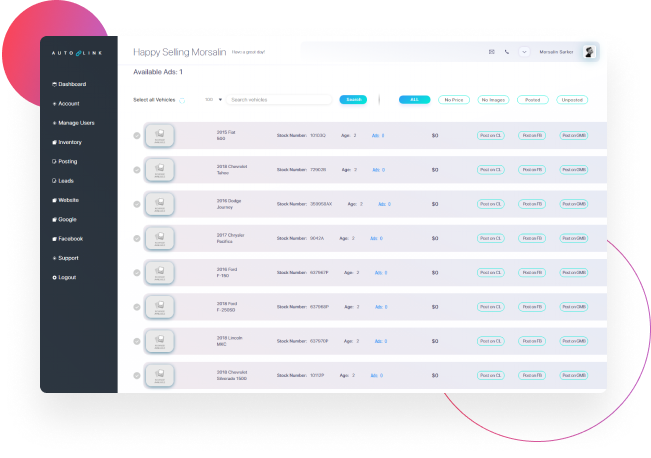 AUTO LINK
Happy Selling Morsalin
Have a great day!
Morsalin Sarker
Available Ads: 1
Dashboard
Account
Manage Users
Inventory
Posting
Leads
Website
Google
Facebook
Support
Logout
Select all Vehicles
100
Search vehicles
Search
ALL
No Price
No Images
Posted
Unposted
2015 Fiat
500
Stock Number: 10103Q Age: 2 Ads: 0 $0 Post on CL Post on FB Post on GMB
2018 Chevrolet
Tahoe
Stock Number: Age: 2 Ads: 0 $0 Post on CL Post on FB Post on GMB
2016 Dodge
Journey
Stock Number: Age: 2 Ads: 0 $0 Post on CL Post on FB Post on GMB
2017 Chrysler
Pacifica
Stock Number: 9042A Age: 2 Ads: 0 $0 Post on CL Post on FB Post on GMB
2016 Ford
F-150
Stock Number: 637967P Age: 2 Ads: 0 $0 Post on CL Post on FB Post on GMB
2016 Ford
F-250SD
Stock Number: 637969P Age: 2 Ads: 0 $0 Post on CL Post on FB Post on GMB
2018 Lincoln
MKC
Stock Number: 637970P Age: 2 Ads: 0 $0 Post on CL Post on FB Post on GMB
2018 Chevrolet
Silverado 1500
Stock Number: 10112P Age: 2 Ads: 0 $0 Post on CL Post on FB Post on GMB